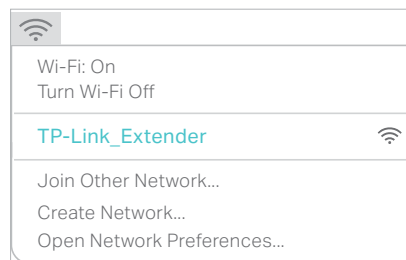 Wi-Fi: On
Turn Wi-Fi Off
TP-Link_Extender
Join Other Network...
Create Network...
Open Network Preferences...